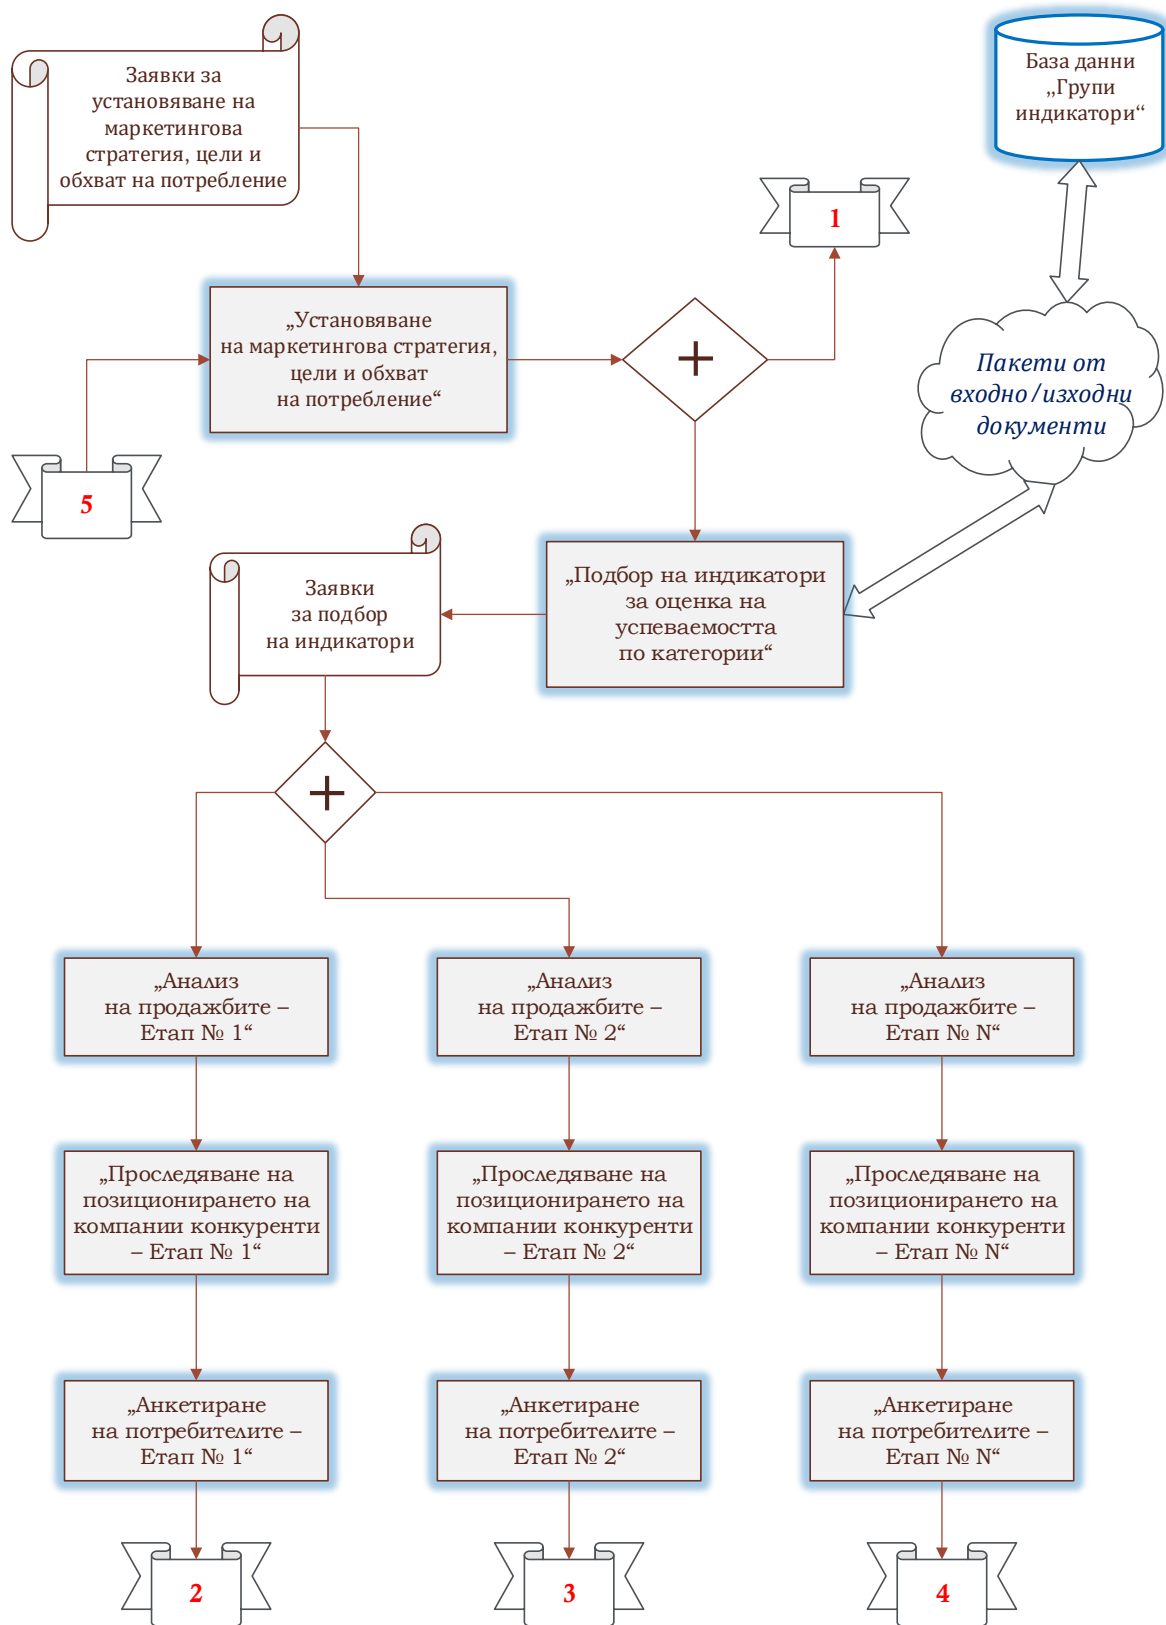 Заявки за
установяване на
маркетингова
стратегия, цели и
обхват на потребление
База данни
„Групи
индикатори“
1
„Установяване
на маркетингова стратегия,
цели и обхват
на потребление“
+
Пакети от
входно/изходни
документи
5
„Подбор на индикатори
за оценка на
успеваемостта
по категории“
Заявки
за подбор
на индикатори
+
„Анализ
на продажбите –
Етап № 1“
„Анализ
на продажбите –
Етап № 2“
„Анализ
на продажбите –
Етап № N“
„Проследяване на
позиционирането на
компании конкуренти
– Етап № 1“
„Проследяване на
позиционирането на
компании конкуренти
– Етап № 2“
„Проследяване на
позиционирането на
компании конкуренти
– Етап № N“
„Анкетиране
на потребителите –
Етап № 1“
„Анкетиране
на потребителите –
Етап № 2“
„Анкетиране
на потребителите –
Етап № N“
2
3
4